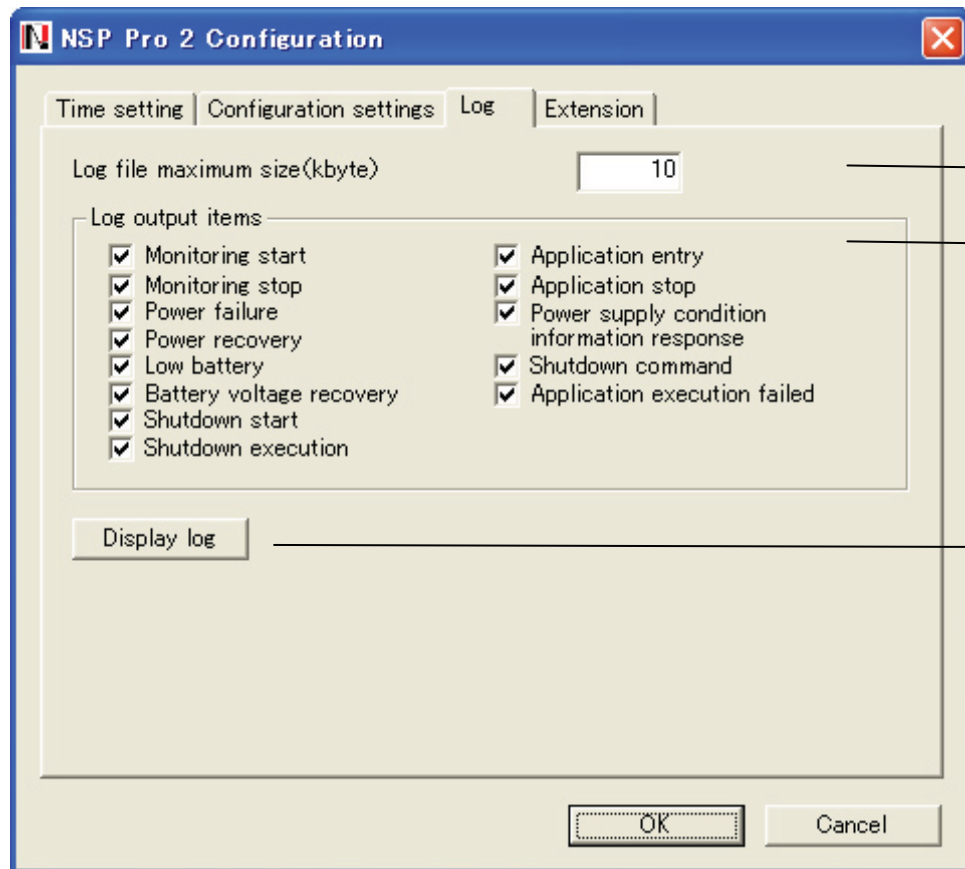 NSP Pro 2 Configuration
Time setting
Configuration settings
Log
Extension
Log file maximum size(kbyte)
10
Log output items
Monitoring start
Monitoring stop
Power failure
Power recovery
Low battery
Battery voltage recovery
Shutdown start
Shutdown execution
Application entry
Application stop
Power supply condition
information response
Shutdown command
Application execution failed
Display log
OK
Cancel